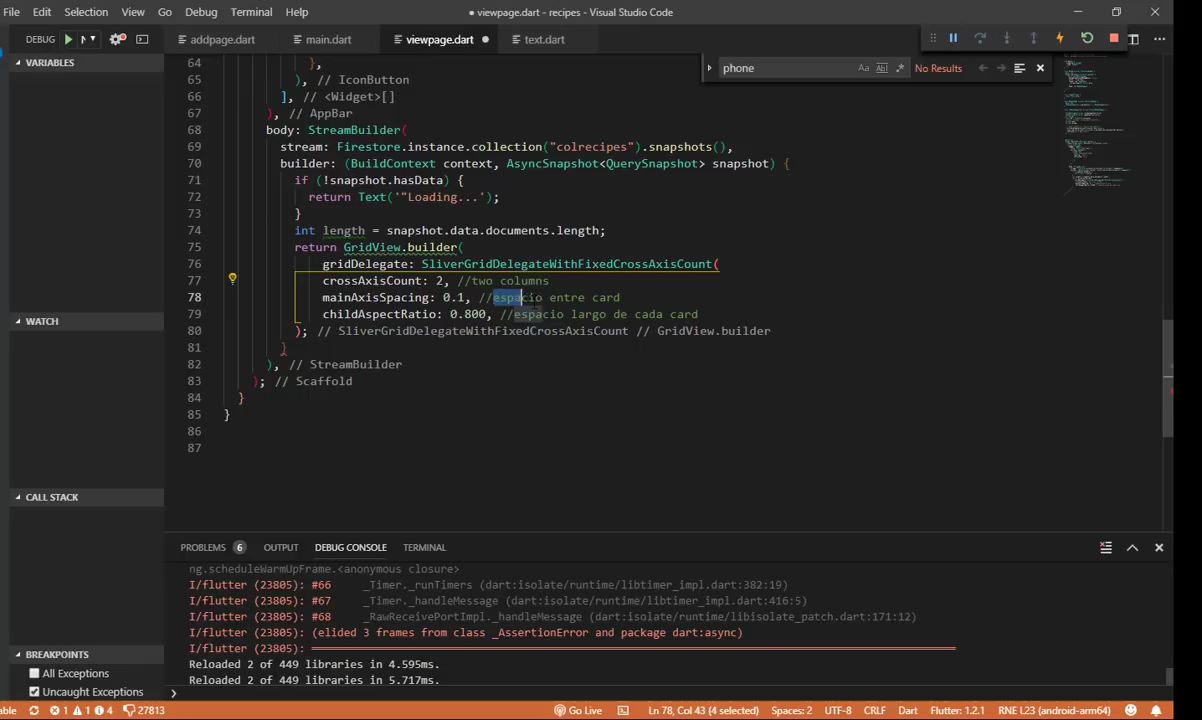 File Edit Selection View Go Debug Terminal Help
● viewpage.dart - recipes - Visual Studio Code
DEBUG
addpage.dart main.dart viewpage.dart ● text.dart
VARIABLES
WATCH
CALL STACK
BREAKPOINTS
All Exceptions
Uncaught Exceptions
phone Aa Abl .* No Results
64 },
65 ), // IconButton
66 ], // <Widget>[]
67 ), // AppBar
68 body: StreamBuilder(
69 stream: Firestore.instance.collection("colrecipes").snapshots(),
70 builder: (BuildContext context, AsyncSnapshot<QuerySnapshot> snapshot) {
71 if (!snapshot.hasData) {
72 return Text('"Loading...');
73 }
74 int length = snapshot.data.documents.length;
75 return GridView.builder(
76 gridDelegate: SliverGridDelegateWithFixedCrossAxisCount(
77 crossAxisCount: 2, //two columns
78 mainAxisSpacing: 0.1, //espacio entre card
79 childAspectRatio: 0.800, //espacio largo de cada card
80 ); // SliverGridDelegateWithFixedCrossAxisCount // GridView.builder
81 }
82 ), // StreamBuilder
83 ); // Scaffold
84 }
85 }
86
87
PROBLEMS 6 OUTPUT DEBUG CONSOLE TERMINAL
ng.scheduleWarmUpFrame.<anonymous closure>
I/flutter (23805): #66 _Timer._runTimers (dart:isolate/runtime/libtimer_impl.dart:382:19)
I/flutter (23805): #67 _Timer._handleMessage (dart:isolate/runtime/libtimer_impl.dart:416:5)
I/flutter (23805): #68 _RawReceivePortImpl._handleMessage (dart:isolate/runtime/libisolate_patch.dart:171:12)
I/flutter (23805): (elided 3 frames from class _AssertionError and package dart:async)
I/flutter (23805): ════════════════════════════════
Reloaded 2 of 449 libraries in 4.595ms.
Reloaded 2 of 449 libraries in 5.717ms.
able 1 1 4 27813 Go Live Ln 78, Col 43 (4 selected) Spaces: 2 UTF-8 CRLF Dart Flutter: 1.2.1 RNE L23 (android-arm64)